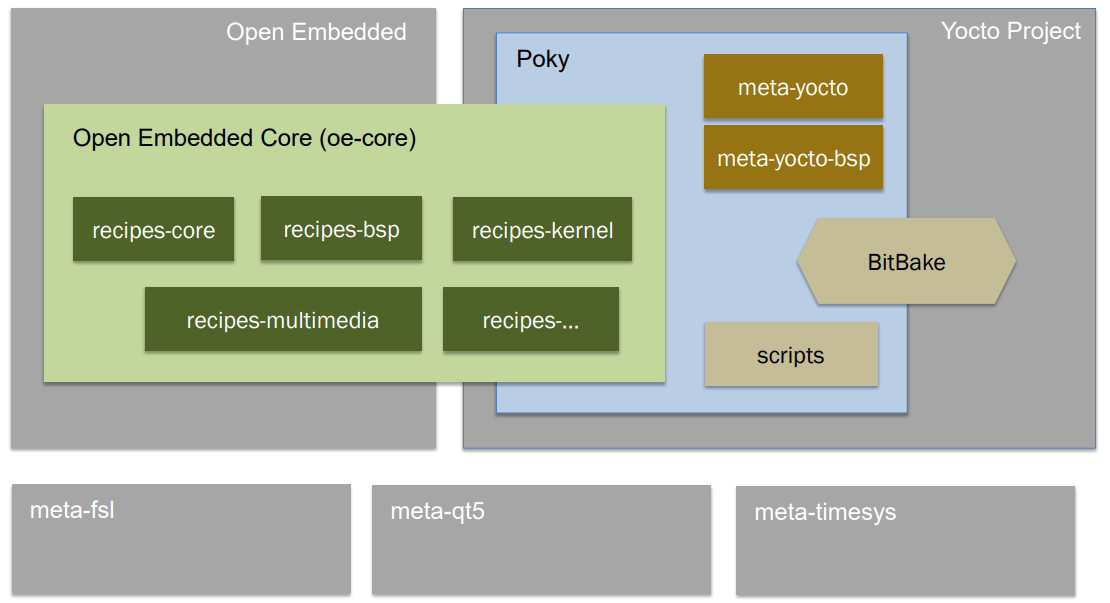 Open Embedded
Yocto Project
Poky
meta-yocto
Open Embedded Core (oe-core)
meta-yocto-bsp
recipes-core
recipes-bsp
recipes-kernel
BitBake
recipes-multimedia
recipes-...
scripts
meta-fsl
meta-qt5
meta-timesys